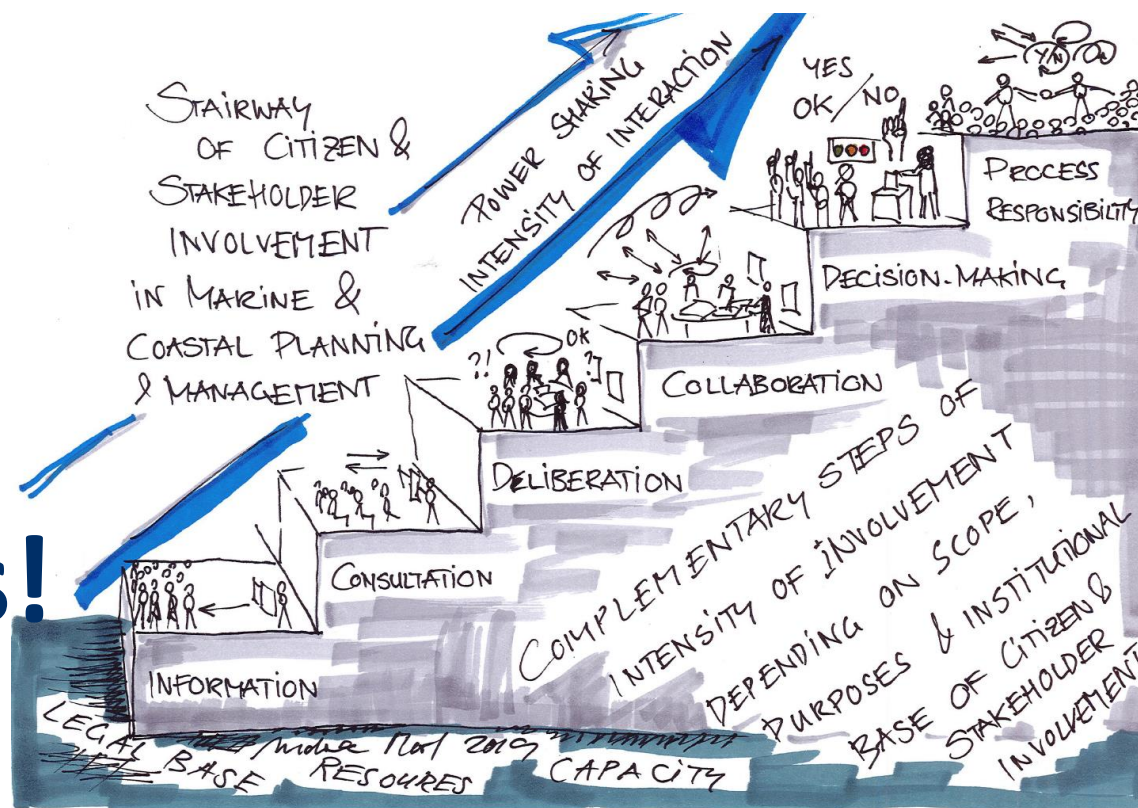 STAIRWAY
OF CITIZEN &
STAKEHOLDER
INVOLVEMENT
IN MARINE &
COASTAL PLANNING
& MANAGEMENT
POWER SHARING
INTENSITY OF INTERACTION
YES
OK/NO
Y/N
PROCESS
RESPONSIBILITY
DECISION-MAKING
COLLABORATION
?! OK ?
DELIBERATION
CONSULTATION
INFORMATION
s!
COMPLEMENTARY STEPS OF
INTENSITY OF INVOLVEMENT
DEPENDING ON SCOPE,
PURPOSES & INSTITUTIONAL
BASE OF CITIZEN &
STAKEHOLDER
INVOLVEMENT
2019
LEGAL
BASE
RESOURES
CAPACITY